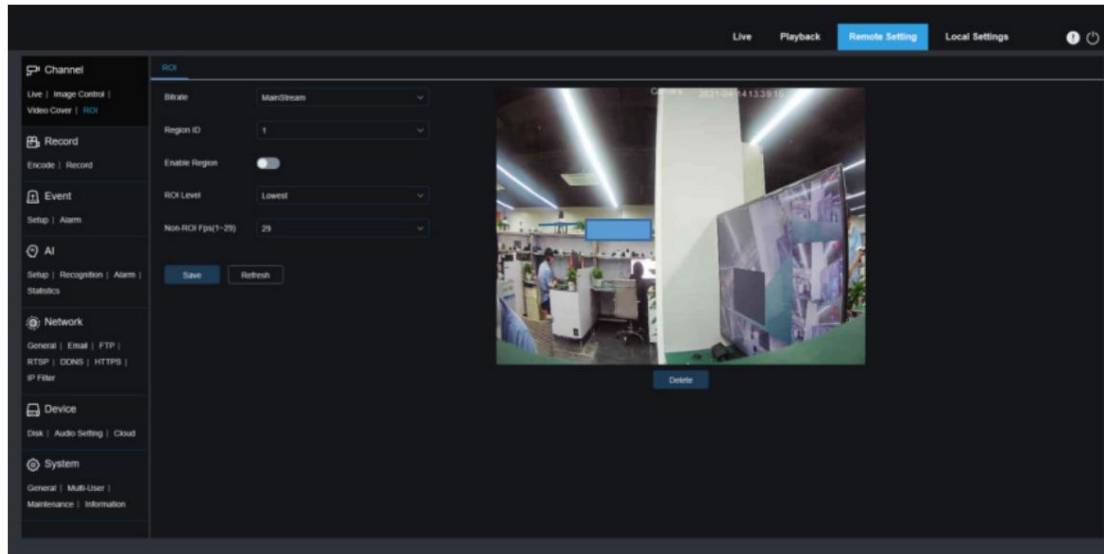 Live Playback Remote Setting Local Settings
Channel
Live | Image Control |
Video Cover | ROI
Record
Encode | Record
Event
Setup | Alarm
AI
Setup | Recognition | Alarm |
Statistics
Network
General | Email | FTP |
RTSP | DDNS | HTTPS |
IP Filter
Device
Disk | Audio Setting | Cloud
System
General | Multi-User |
Maintenance | Information
ROI
Bitrate MainStream
Region ID 1
Enable Region
ROI Level Lowest
Non-ROI Fps(1~29) 29
Save Refresh
13:39:15
Delete